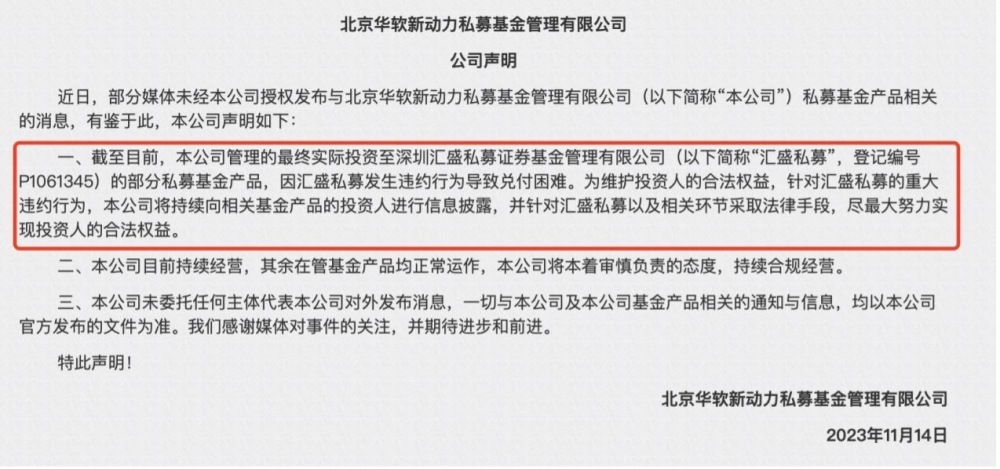 北京华软新动力私募基金管理有限公司
公司声明
近日，部分媒体未经本公司授权发布与北京华软新动力私募基金管理有限公司（以下简称“本公司”）私募基金产品相关
的消息，有鉴于此，本公司声明如下：
一、截至目前，本公司管理的最终实际投资至深圳汇盛私募证券基金管理有限公司（以下简称“汇盛私募”，登记编号
P1061345）的部分私募基金产品，因汇盛私募发生违约行为导致兑付困难。为维护投资人的合法权益，针对汇盛私募的重大
违约行为，本公司将持续向相关基金产品的投资人进行信息披露，并针对汇盛私募以及相关环节采取法律手段，尽最大努力实
现投资人的合法权益。
二、本公司目前持续经营，其余在管基金产品均正常运作，本公司将本着审慎负责的态度，持续合规经营。
三、本公司未委托任何主体代表本公司对外发布消息，一切与本公司及本公司基金产品相关的通知与信息，均以本公司
官方发布的文件为准。我们感谢媒体对事件的关注，并期待进步和前进。
特此声明！
北京华软新动力私募基金管理有限公司
2023年11月14日